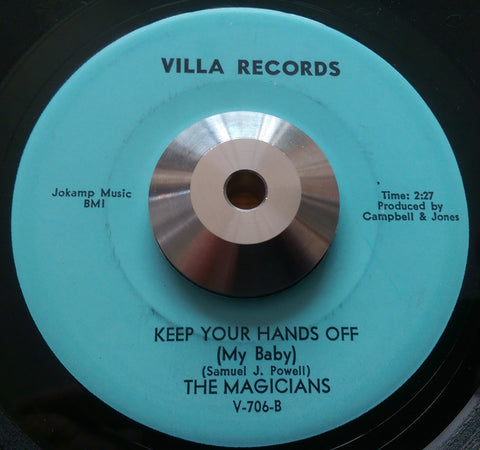 VILLA RECORDS
Jokamp Music
BMI
Time: 2:27
Produced by
Campbell & Jones
KEEP YOUR HANDS OFF
(My Baby)
(Samuel J. Powell)
THE MAGICIANS
V-706-B